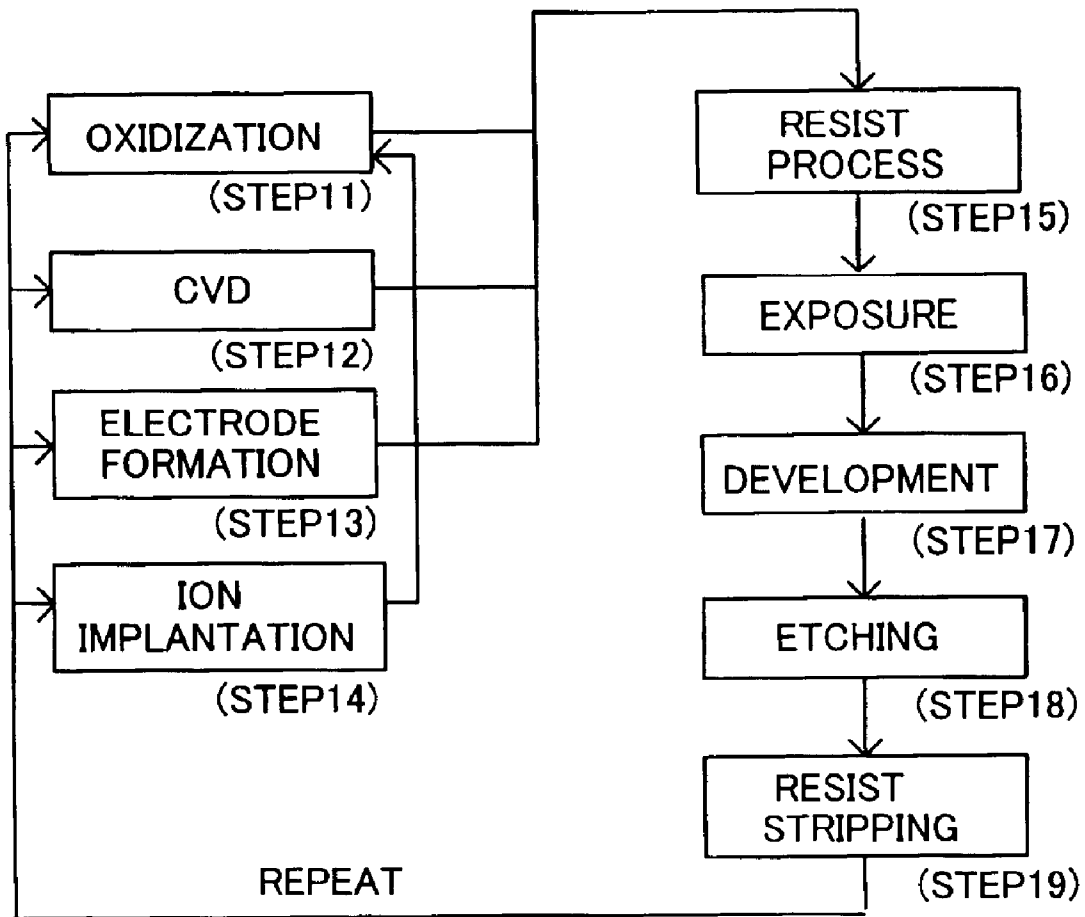 OXIDIZATION
(STEP11)
CVD
(STEP12)
ELECTRODE
FORMATION
(STEP13)
ION
IMPLANTATION
(STEP14)
RESIST
PROCESS
(STEP15)
EXPOSURE
(STEP16)
DEVELOPMENT
(STEP17)
ETCHING
(STEP18)
RESIST
STRIPPING
(STEP19)
REPEAT